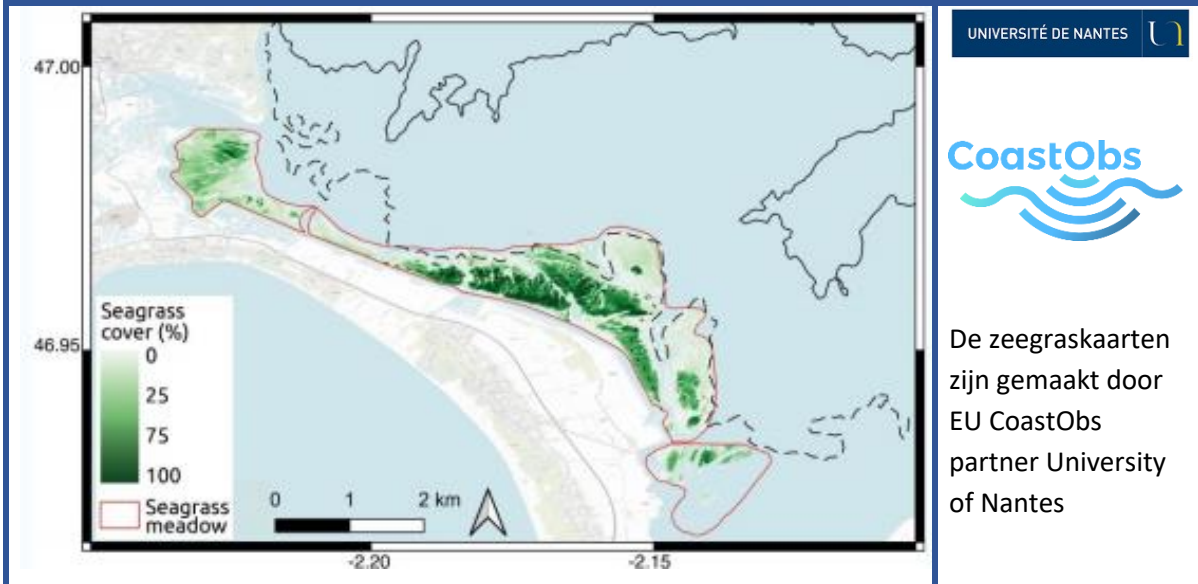 47.00
46.95
Seagrass
cover (%)
0
25
75
100
Seagrass
meadow
0 1 2 km
-2.20 -2.15
UNIVERSITÉ DE NANTES
CoastObs
De zeegraskaarten
zijn gemaakt door
EU CoastObs
partner University
of Nantes